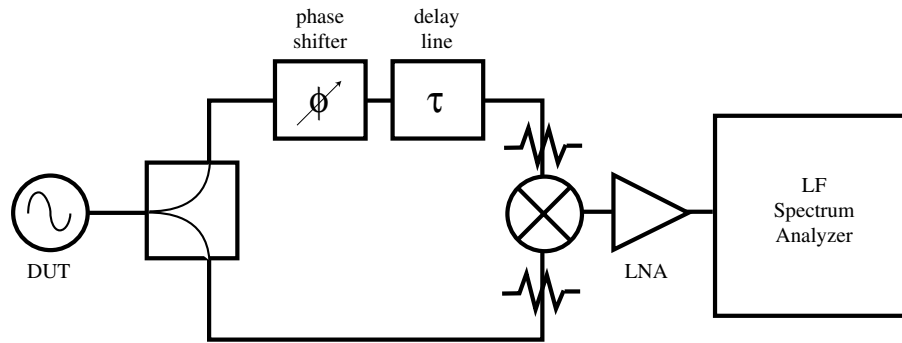 phase
shifter
delay
line
ϕ
τ
DUT
LNA
LF
Spectrum
Analyzer